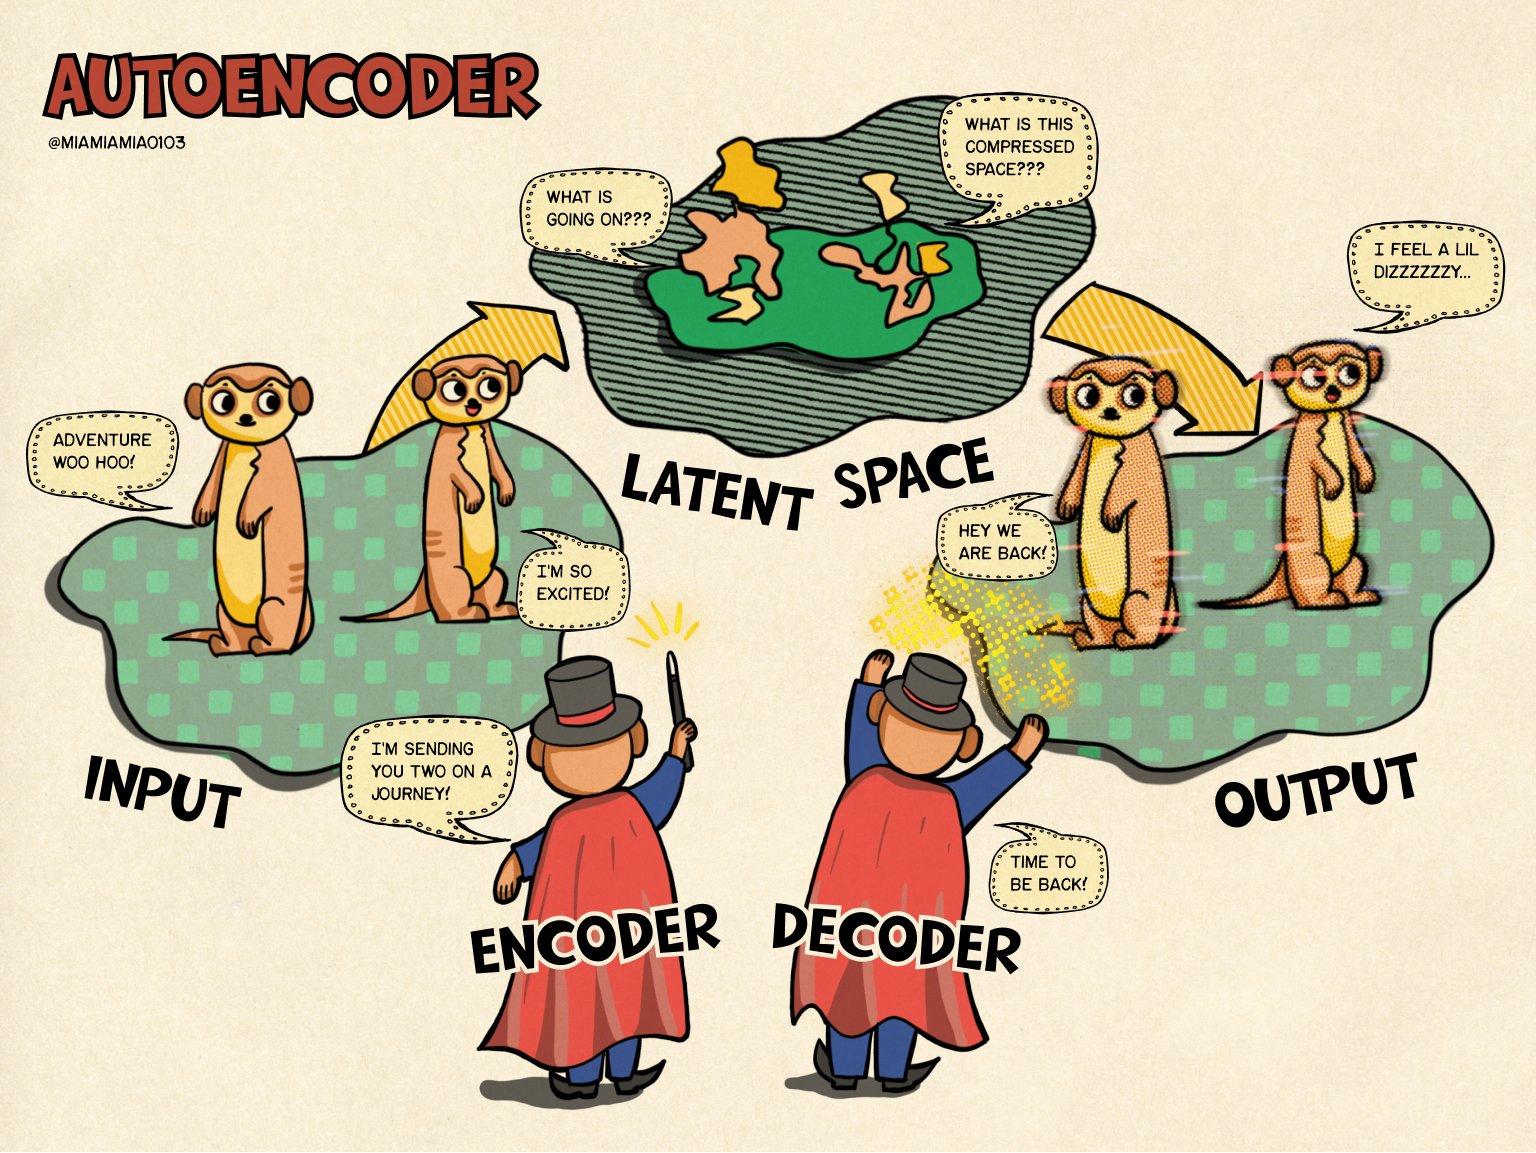 AUTOENCODER
@MIAMIAMIA0103
WHAT IS
GOING ON???
WHAT IS THIS
COMPRESSED
SPACE???
I FEEL A LIL
DIZZZZZZY...
ADVENTURE
WOO HOO!
LATENT SPACE
HEY WE
ARE BACK!
I'M SO
EXCITED!
I'M SENDING
YOU TWO ON A
JOURNEY!
INPUT
OUTPUT
TIME TO
BE BACK!
ENCODER
DECODER